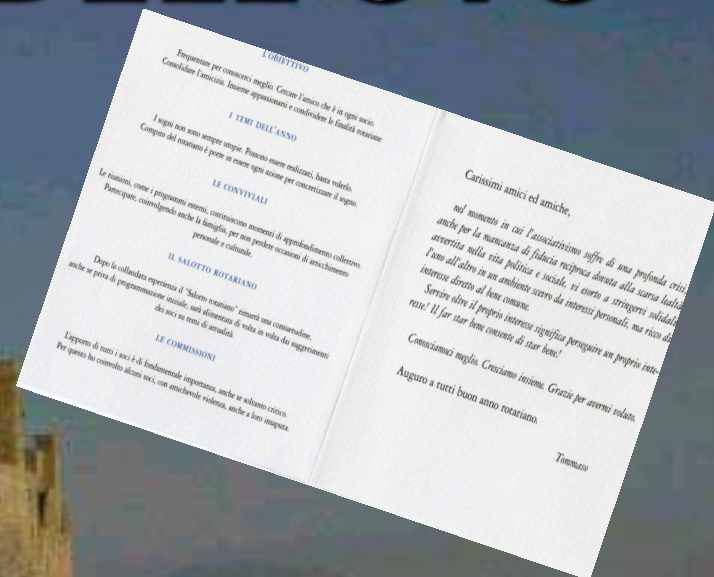 L'OBIETTIVO
Frequentare per conoscerci meglio. Cercare l'amico che è in ogni socio.
Consolidare l'amicizia. Insieme appassionarsi e condividere le finalità rotariane
I TEMI DELL'ANNO
I sogni non sono sempre utopie. Possono essere realizzati, basta volerlo.
Compito del rotariano è porre in essere ogni azione per concretizzare il sogno.
LE CONVIVIALI
Le riunioni, come i programmi esterni, costituiscono momenti di approfondimento collettivo.
Partecipare, coinvolgendo anche la famiglia, per non perdere occasioni di arricchimento
personale e culturale.
IL SALOTTO ROTARIANO
Dopo la collaudata esperienza il "Salotto rotariano" rimarrà una consuetudine,
anche se priva di programmazione iniziale, sarà alimentata di volta in volta dai suggerimenti
dei soci su temi di attualità.
LE COMMISSIONI
L'apporto di tutti i soci è di fondamentale importanza, anche se soltanto critico.
Per questo ho coinvolto alcuni soci, con amichevole violenza, anche a loro insaputa.
Carissimi amici ed amiche,
nel momento in cui l'associativismo soffre di una profonda crisi,
anche per la mancanza di fiducia reciproca dovuta alla scarsa lealtà
avvertita nella vita politica e sociale, vi esorto a stringervi solidali
l'uno all'altro in un ambiente scevro da interessi personali, ma ricco di
interesse diretto al bene comune.
Servire oltre il proprio interesse significa perseguire un proprio inte-
resse! Il far star bene consente di star bene!
Conosciamoci meglio. Cresciamo insieme. Grazie per avermi voluto.
Auguro a tutti buon anno rotariano.
Tommaso